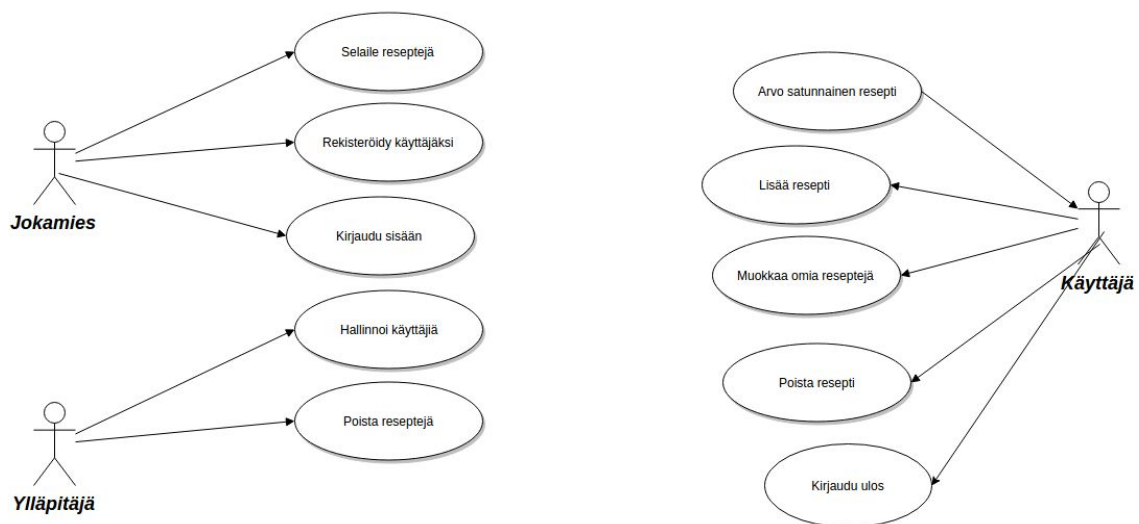 Selaile reseptejä
Rekisteröidy käyttäjäksi
Kirjaudu sisään
Jokamies
Hallinnoi käyttäjiä
Poista reseptejä
Ylläpitäjä
Arvo satunnainen resepti
Lisää resepti
Muokkaa omia reseptejä
Käyttäjä
Poista resepti
Kirjaudu ulos